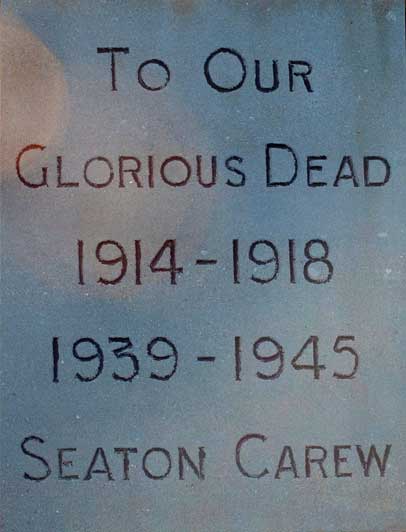 To Our
Glorious Dead
1914 - 1918
1939 - 1945
Seaton Carew